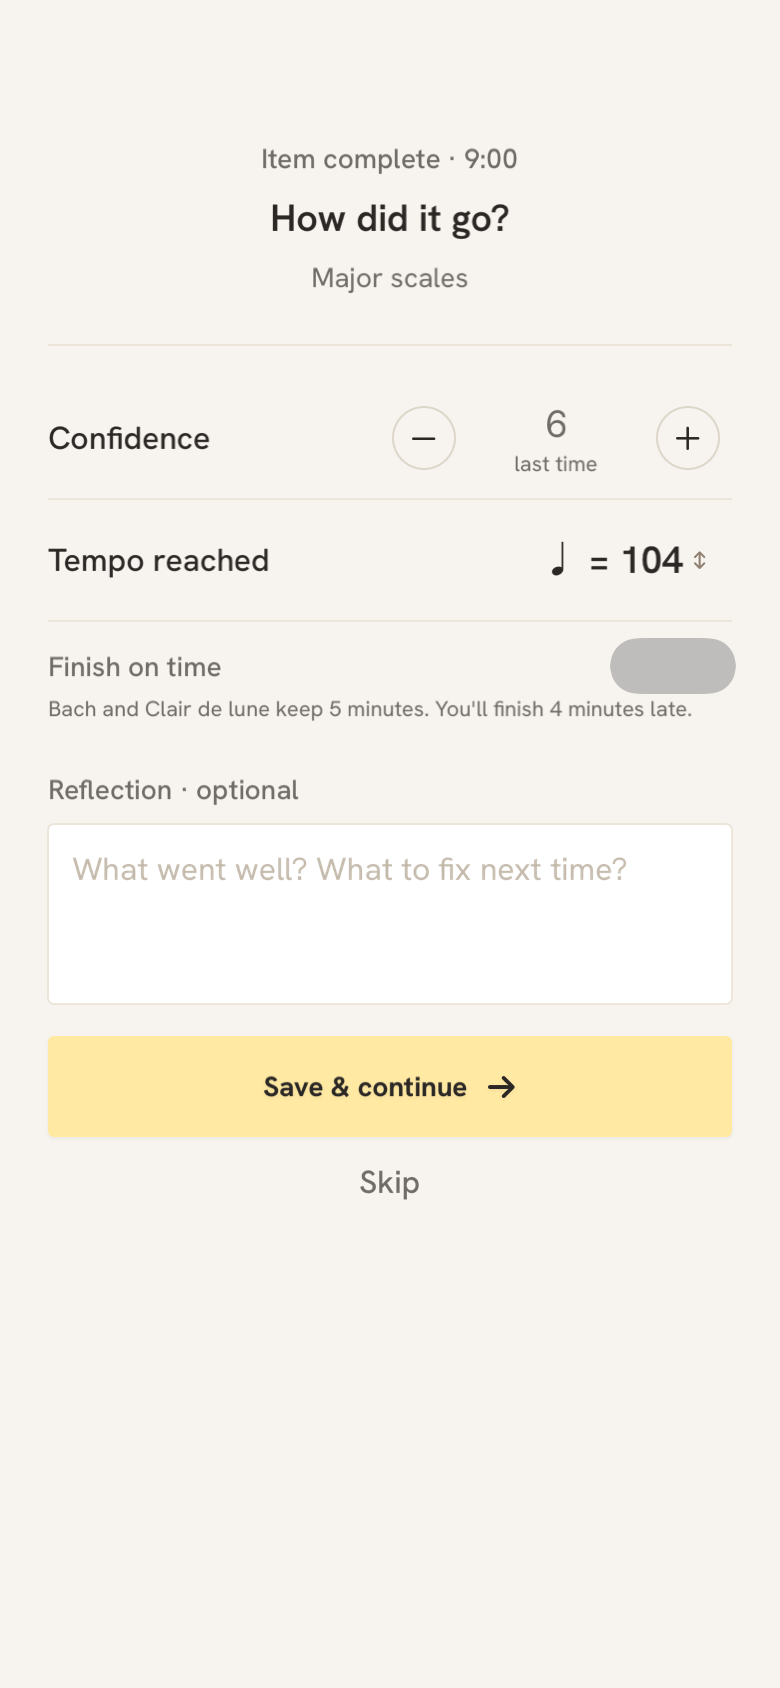 Item complete · 9:00
How did it go?
Major scales
Confidence
6
last time
Tempo reached
♩ = 104
Finish on time
Bach and Clair de lune keep 5 minutes. You'll finish 4 minutes late.
Reflection · optional
What went well? What to fix next time?
Save & continue →
Skip